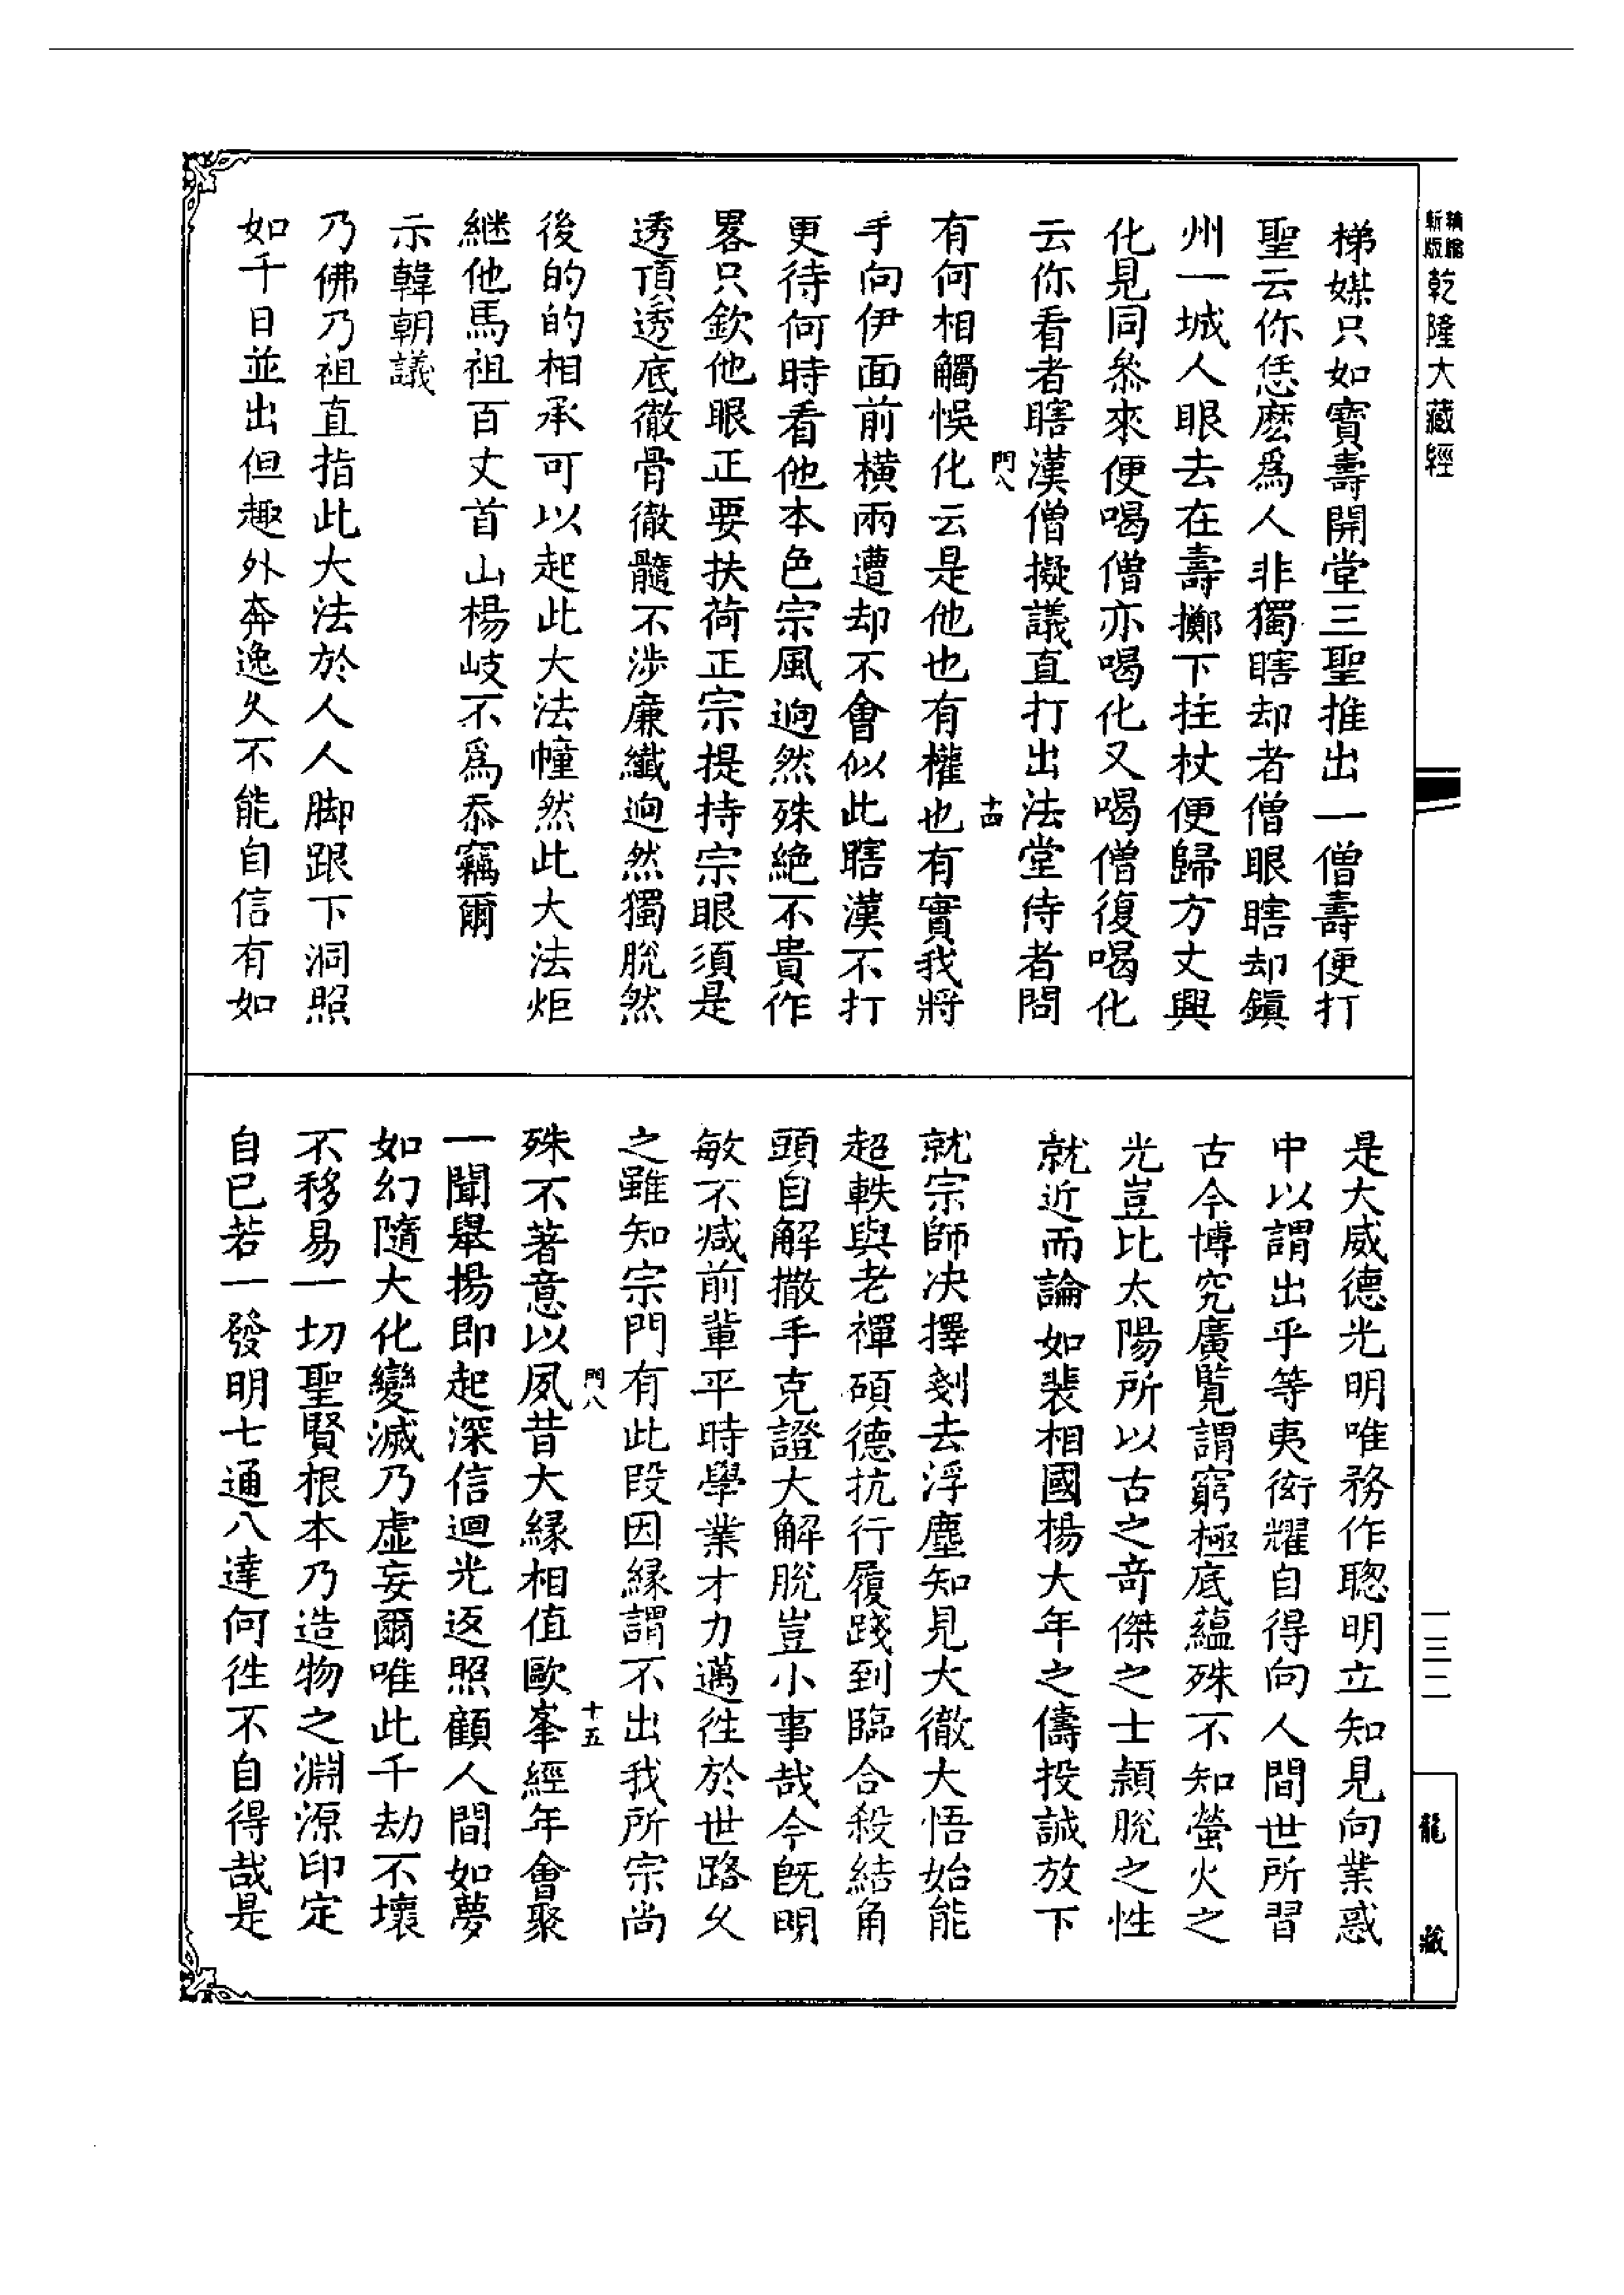 新版精縮乾隆大藏經
梯媒只如寶壽開堂三聖推出一僧壽便打
聖云你恁麽爲人非獨瞎却者僧眼瞎却鎭
州一城人眼去在壽擲下拄杖便歸方丈興
化見同叅來便喝僧亦喝化又喝僧復喝化
云你看者瞎漢僧擬議直打出法堂侍者問
門八
十四
有何相觸悞化云是他也有權也有實我將
手向伊面前橫兩遭却不會似此瞎漢不打
更待何時看他本色宗風逈然殊絶不貴作
畧只欽他眼正要扶荷正宗提持宗眼須是
透頂透底徹骨徹髓不涉廉纖逈然獨脫然
後的的相承可以起此大法幢然此大法炬
継他馬祖百丈首山楊岐不爲忝竊爾
示韓朝議
乃佛乃祖直指此大法於人人脚跟下洞照
如千日並出但趣外奔逸久不能自信有如
是大威德光明唯務作聰明立知見向業惑
中以謂出乎等夷衒耀自得向人間世所習
古今博究廣覧謂窮極底蘊殊不知螢火之
光豈比太陽所以古之竒傑之士頴脫之性
就近而論如裴相國楊大年之儔投誠放下
就宗師决擇剗去浮塵知見大徹大悟始能
超軼與老禪碩德抗行履踐到臨合殺結角
頭自解撒手克證大解脫豈小事哉今旣明
敏不减前輩平時學業才力邁徃於世路久
之雖知宗門有此段因緣謂不出我所宗尚
門八
十五
殊不著意以夙昔大緣相值歐峯經年會聚
一聞舉揚即起深信迴光返照顧人間如夢
如幻隨大化變滅乃虛妄爾唯此千劫不壞
不移易一切聖賢根本乃造物之淵源印定
自已若一發明七通八達何徃不自得哉是
一三二
龍藏